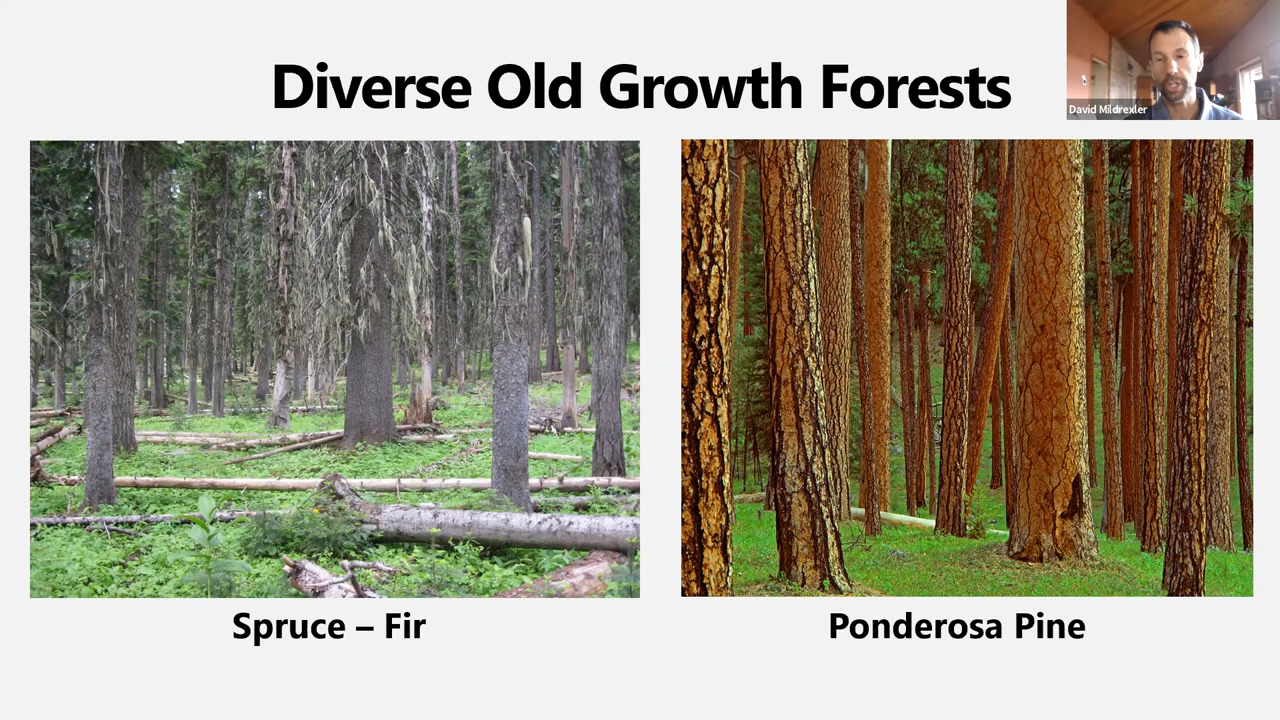 Diverse Old Growth Forests
David Mildrexler
Spruce – Fir
Ponderosa Pine